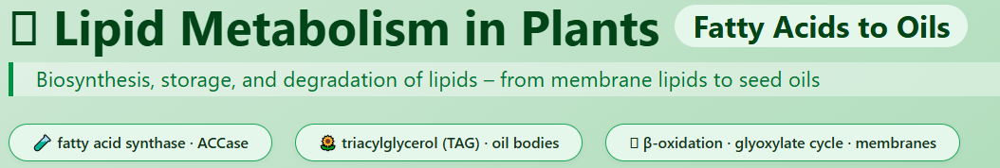 Lipid Metabolism in Plants Fatty Acids to Oils
Biosynthesis, storage, and degradation of lipids – from membrane lipids to seed oils
🧪 fatty acid synthase · ACCase 🌻 triacylglycerol (TAG) · oil bodies β-oxidation · glyoxylate cycle · membranes